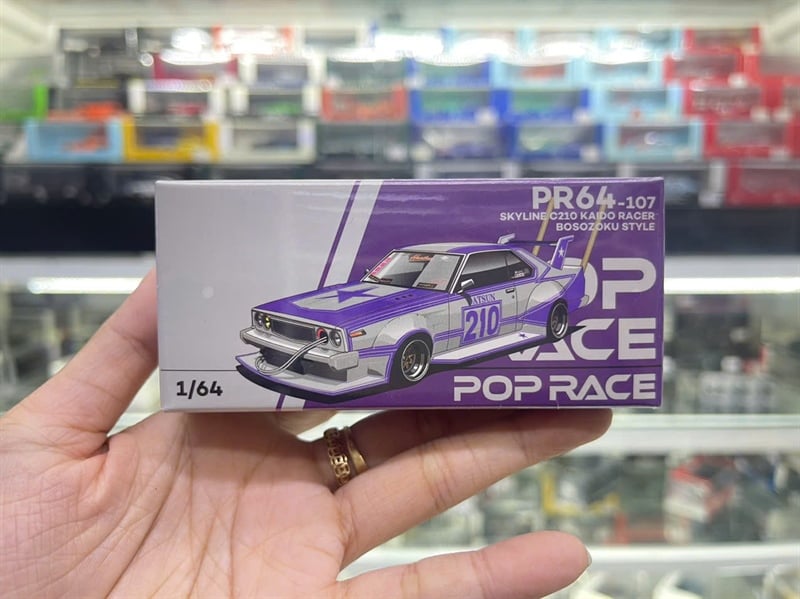 PR64-107
SKYLINE C210 KAIDO RACER
BOSOZOKU STYLE
210
POP RACE
1/64
POP RACE